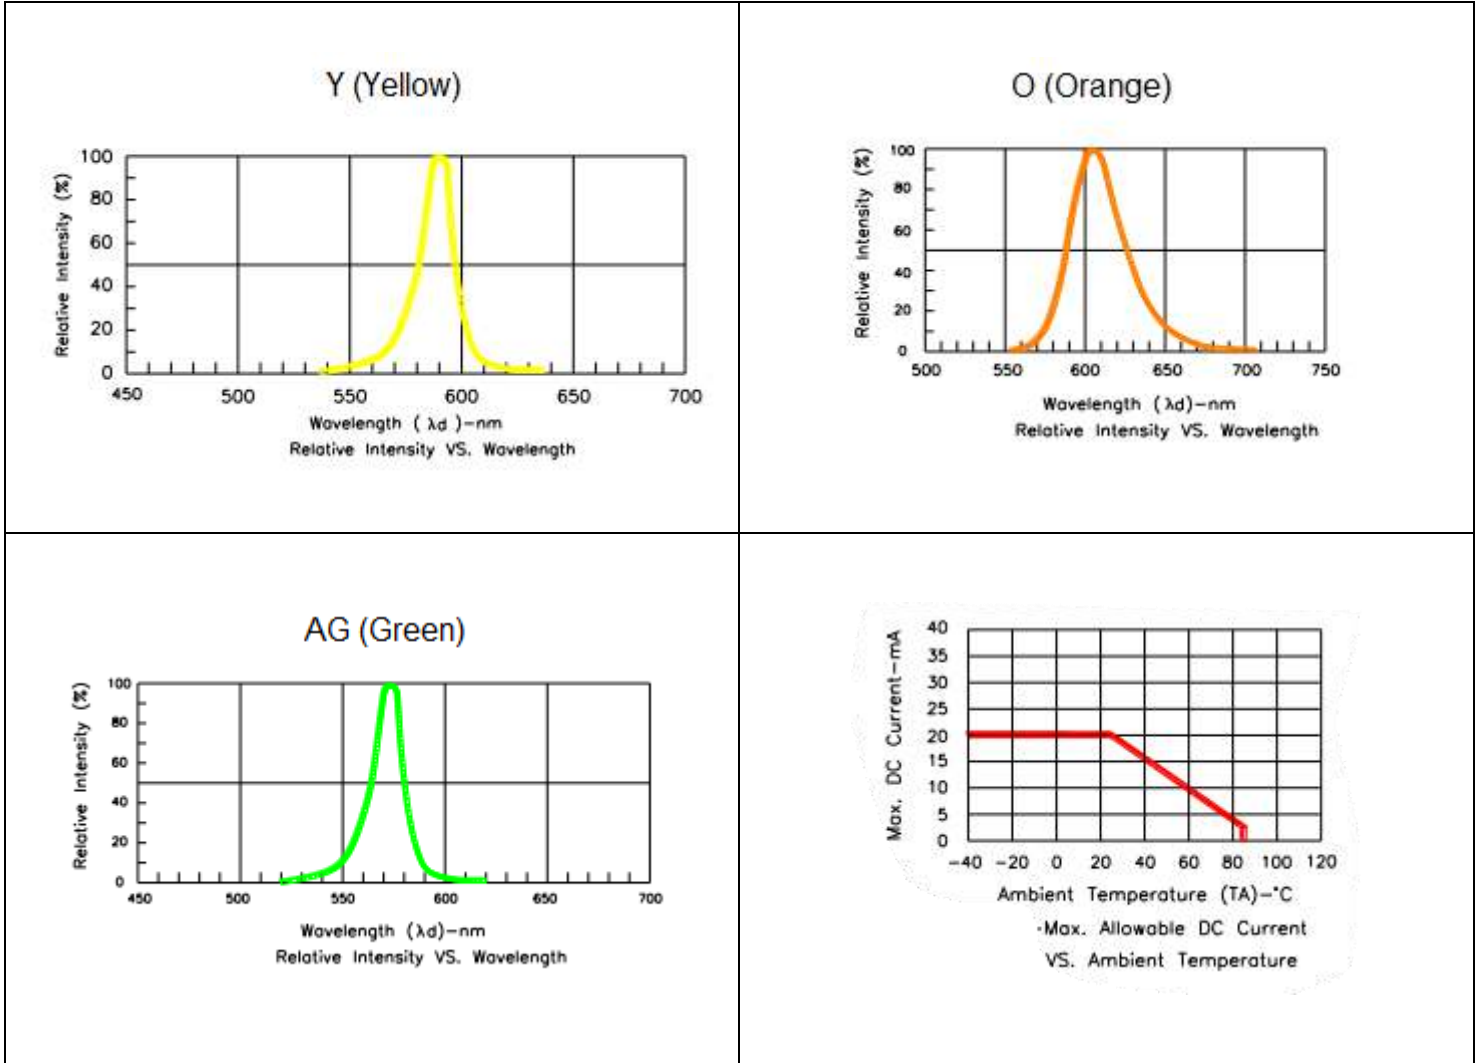 Y (Yellow)
Relative Intensity (%)
100
80
60
40
20
0
450 500 550 600 650 700
Wavelength ( λd )-nm
Relative Intensity VS. Wavelength
O (Orange)
Relative Intensity (%)
100
80
60
40
20
0
500 550 600 650 700 750
Wavelength (λd)-nm
Relative Intensity VS. Wavelength
AG (Green)
Relative Intensity (%)
100
80
60
40
20
0
450 500 550 600 650 700
Wavelength (λd)-nm
Relative Intensity VS. Wavelength
Max. DC Current-mA
40
35
30
25
20
15
10
5
0
-40 -20 0 20 40 60 80 100 120
Ambient Temperature (TA)-°C
·Max. Allowable DC Current
VS. Ambient Temperature